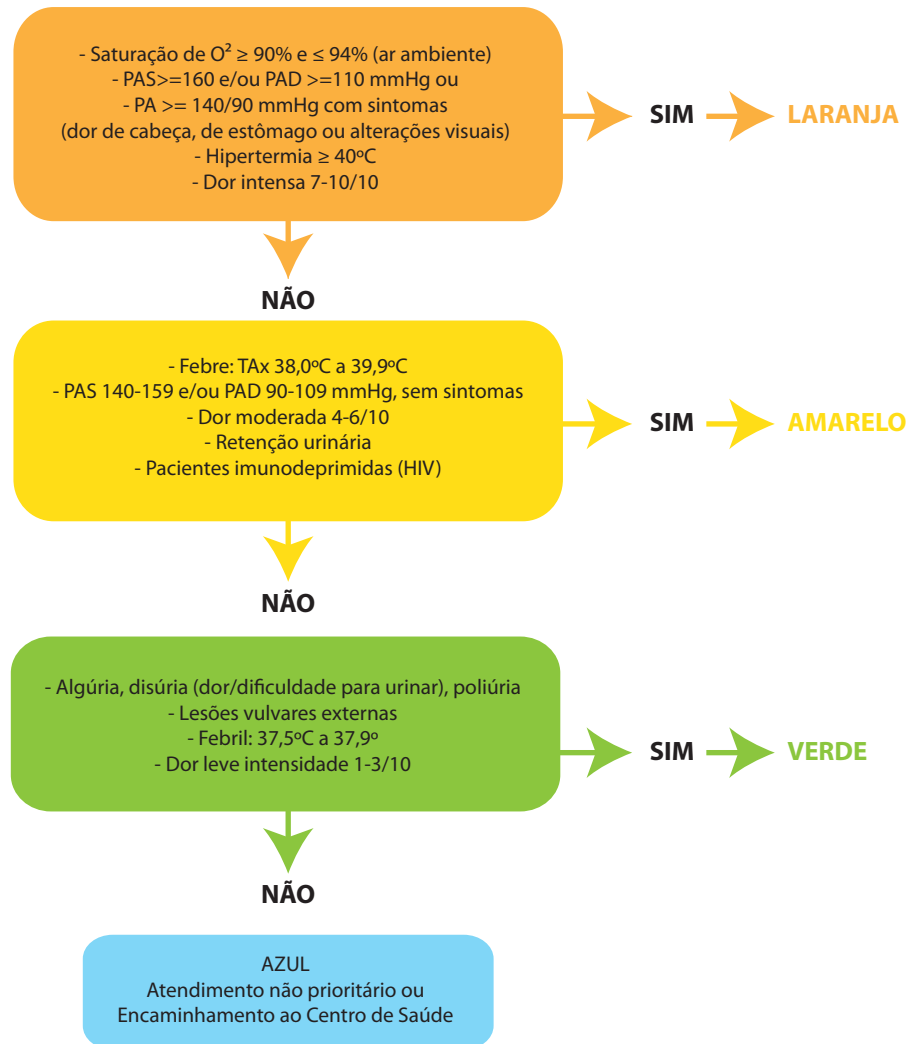 - Saturação de O² ≥ 90% e ≤ 94% (ar ambiente)
- PAS>=160 e/ou PAD >=110 mmHg ou
- PA >= 140/90 mmHg com sintomas
(dor de cabeça, de estômago ou alterações visuais)
- Hipertermia ≥ 40ºC
- Dor intensa 7-10/10
SIM
LARANJA
NÃO
- Febre: TAx 38,0ºC a 39,9ºC
- PAS 140-159 e/ou PAD 90-109 mmHg, sem sintomas
- Dor moderada 4-6/10
- Retenção urinária
- Pacientes imunodeprimidas (HIV)
SIM
AMARELO
NÃO
- Algúria, disúria (dor/dificuldade para urinar), poliúria
- Lesões vulvares externas
- Febril: 37,5ºC a 37,9º
- Dor leve intensidade 1-3/10
SIM
VERDE
NÃO
AZUL
Atendimento não prioritário ou
Encaminhamento ao Centro de Saúde